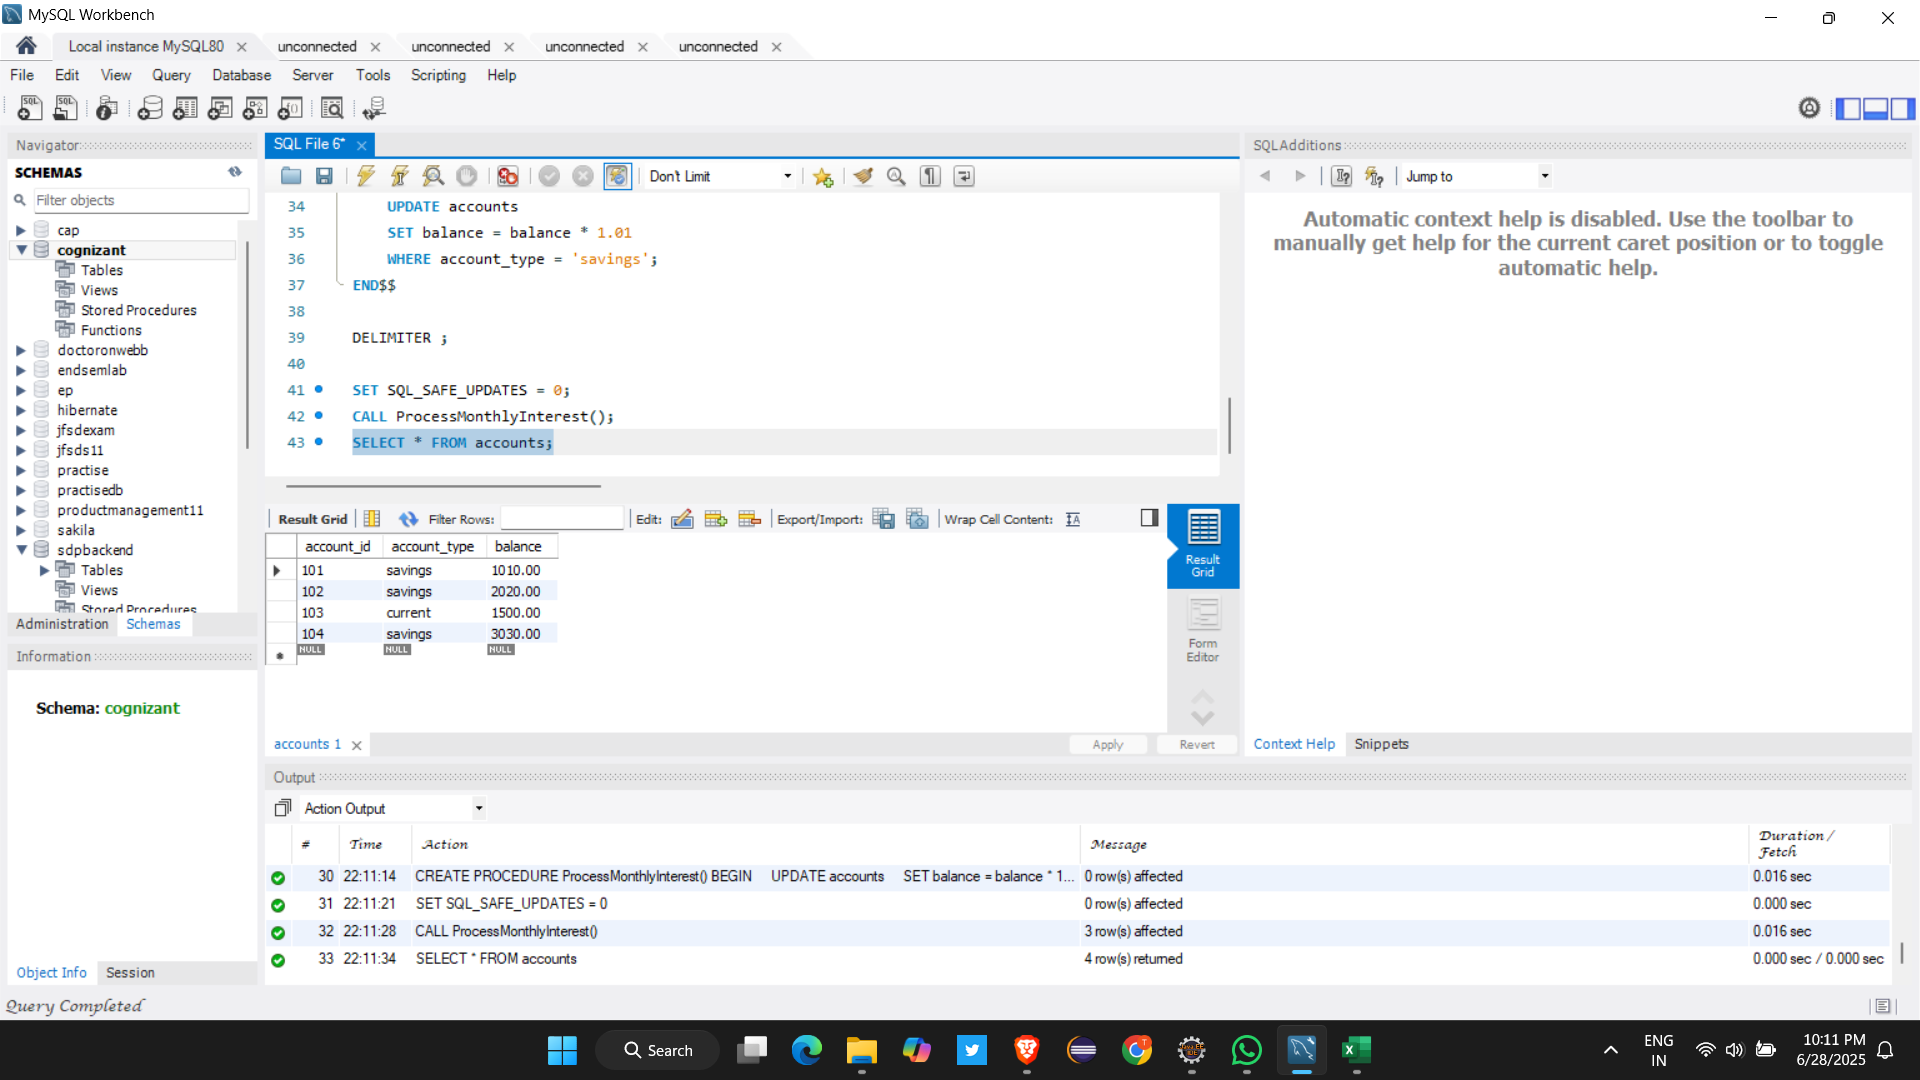 MySQL Workbench
Local instance MySQL80
unconnected
unconnected
unconnected
unconnected
File Edit View Query Database Server Tools Scripting Help
Navigator
SCHEMAS
Filter objects
cap
cognizant
Tables
Views
Stored Procedures
Functions
doctoronwebb
endsemlab
ep
hibernate
jfsdexam
jfsds11
practise
practisedb
productmanagement11
sakila
sdpbackend
Tables
Views
Stored Procedures
Administration Schemas
Information
Schema: cognizant
Object Info Session
Query Completed
SQL File 6*
Don't Limit
34 UPDATE accounts
35 SET balance = balance * 1.01
36 WHERE account_type = 'savings';
37 END$$
38
39 DELIMITER ;
40
41 SET SQL_SAFE_UPDATES = 0;
42 CALL ProcessMonthlyInterest();
43 SELECT * FROM accounts;
Result Grid Filter Rows: Edit: Export/Import: Wrap Cell Content:
account_id account_type balance
101 savings 1010.00
102 savings 2020.00
103 current 1500.00
104 savings 3030.00
NULL NULL NULL
Result
Grid
Form
Editor
accounts 1
Apply Revert
SQLAdditions
Jump to
Automatic context help is disabled. Use the toolbar to
manually get help for the current caret position or to toggle
automatic help.
Context Help Snippets
Output
Action Output
# Time Action Message Duration / Fetch
30 22:11:14 CREATE PROCEDURE ProcessMonthlyInterest() BEGIN UPDATE accounts SET balance = balance * 1... 0 row(s) affected 0.016 sec
31 22:11:21 SET SQL_SAFE_UPDATES = 0 0 row(s) affected 0.000 sec
32 22:11:28 CALL ProcessMonthlyInterest() 3 row(s) affected 0.016 sec
33 22:11:34 SELECT * FROM accounts 4 row(s) returned 0.000 sec / 0.000 sec
Search
ENG
IN
10:11 PM
6/28/2025